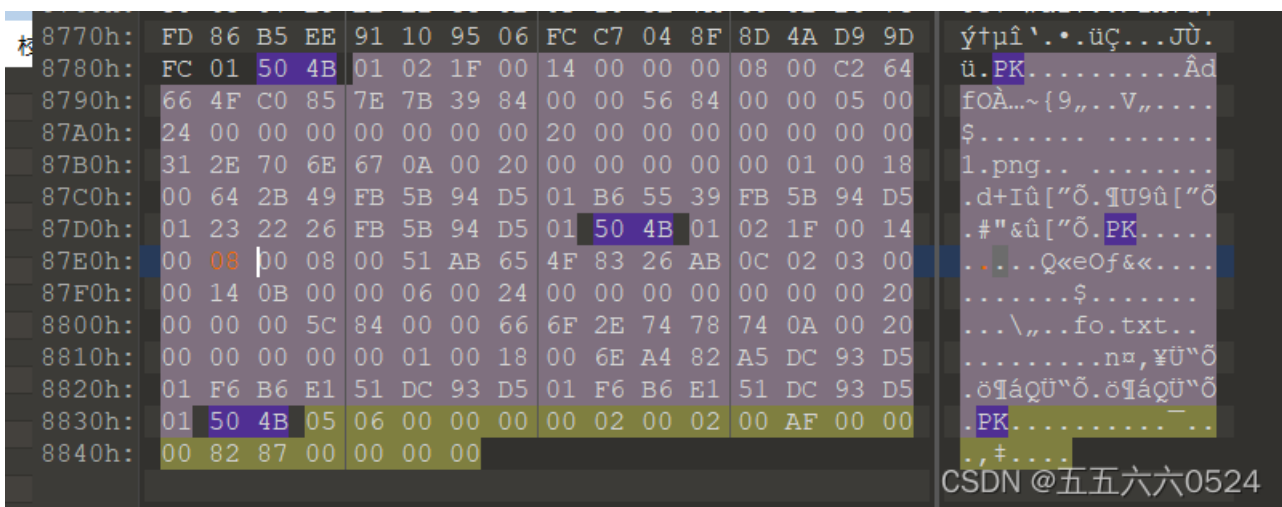 8770h: FD 86 B5 EE 91 10 95 06 FC C7 04 8F 8D 4A D9 9D ý†µî‘.•.üÇ...JÙ.
8780h: FC 01 50 4B 01 02 1F 00 14 00 00 00 08 00 C2 64 ü.PK..........Âd
8790h: 66 4F C0 85 7E 7B 39 84 00 00 56 84 00 00 05 00 fOÀ…~{9„..V„....
87A0h: 24 00 00 00 00 00 00 00 20 00 00 00 00 00 00 00 $....... .......
87B0h: 31 2E 70 6E 67 0A 00 20 00 00 00 00 00 01 00 18 1.png.. ........
87C0h: 00 64 2B 49 FB 5B 94 D5 01 B6 55 39 FB 5B 94 D5 .d+Iû[”Õ.¶U9û[”Õ
87D0h: 01 23 22 26 FB 5B 94 D5 01 50 4B 01 02 1F 00 14 .#"&û[”Õ.PK.....
87E0h: 00 08 00 08 00 51 AB 65 4F 83 26 AB 0C 02 03 00 .....Q«eOƒ&«....
87F0h: 00 14 0B 00 00 06 00 24 00 00 00 00 00 00 00 20 .......$.......
8800h: 00 00 00 5C 84 00 00 66 6F 2E 74 78 74 0A 00 20 ...\„..fo.txt..
8810h: 00 00 00 00 00 01 00 18 00 6E A4 82 A5 DC 93 D5 .........n¤‚¥Ü“Õ
8820h: 01 F6 B6 E1 51 DC 93 D5 01 F6 B6 E1 51 DC 93 D5 .ö¶áQÜ“Õ.ö¶áQÜ“Õ
8830h: 01 50 4B 05 06 00 00 00 00 02 00 02 00 AF 00 00 .PK..........¯..
8840h: 00 82 87 00 00 00 00 .‚‡....
CSDN @五五六六0524